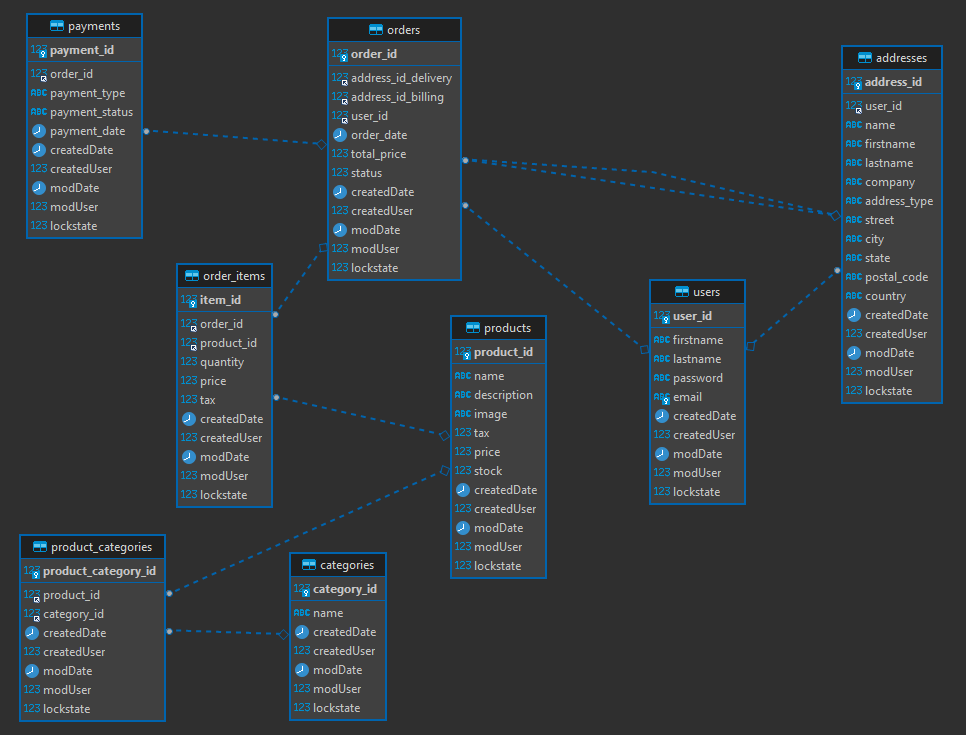 payments
123 payment_id
123 order_id
ABC payment_type
ABC payment_status
payment_date
createdDate
123 createdUser
modDate
123 modUser
123 lockstate
orders
123 order_id
123 address_id_delivery
123 address_id_billing
123 user_id
order_date
123 total_price
123 status
createdDate
123 createdUser
modDate
123 modUser
123 lockstate
addresses
123 address_id
123 user_id
ABC name
ABC firstname
ABC lastname
ABC company
ABC address_type
ABC street
ABC city
ABC state
ABC postal_code
ABC country
createdDate
123 createdUser
modDate
123 modUser
123 lockstate
order_items
123 item_id
123 order_id
123 product_id
123 quantity
123 price
123 tax
createdDate
123 createdUser
modDate
123 modUser
123 lockstate
products
123 product_id
ABC name
ABC description
ABC image
123 tax
123 price
123 stock
createdDate
123 createdUser
modDate
123 modUser
123 lockstate
users
123 user_id
ABC firstname
ABC lastname
ABC password
ABC email
createdDate
123 createdUser
modDate
123 modUser
123 lockstate
product_categories
123 product_category_id
123 product_id
123 category_id
createdDate
123 createdUser
modDate
123 modUser
123 lockstate
categories
123 category_id
ABC name
createdDate
123 createdUser
modDate
123 modUser
123 lockstate